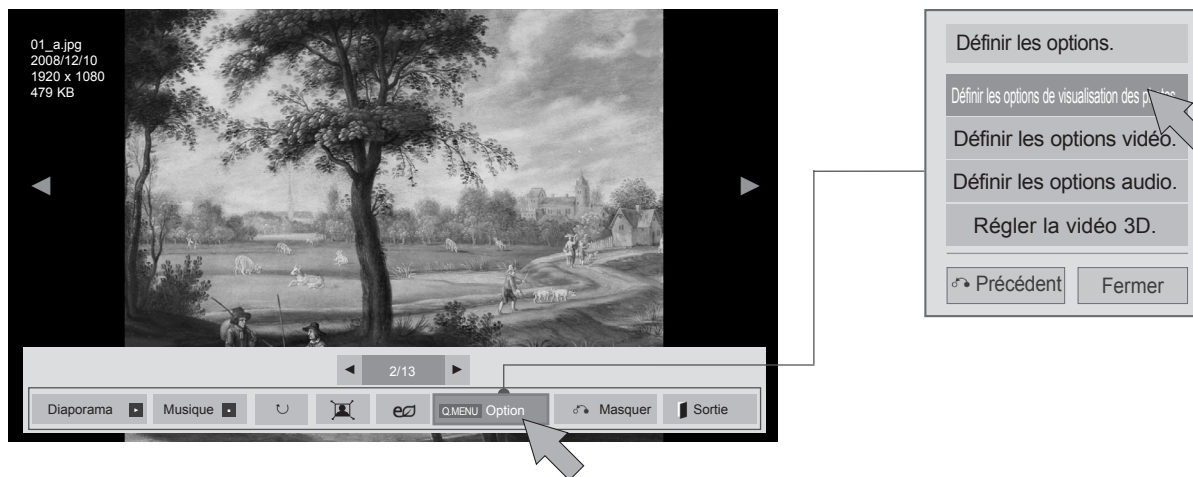 01_a.jpg
2008/12/10
1920 x 1080
479 KB
2/13
Diaporama
Musique
Q.MENU Option
Masquer
Sortie
Définir les options.
Définir les options de visualisation des
Définir les options vidéo.
Définir les options audio.
Régler la vidéo 3D.
Précédent
Fermer